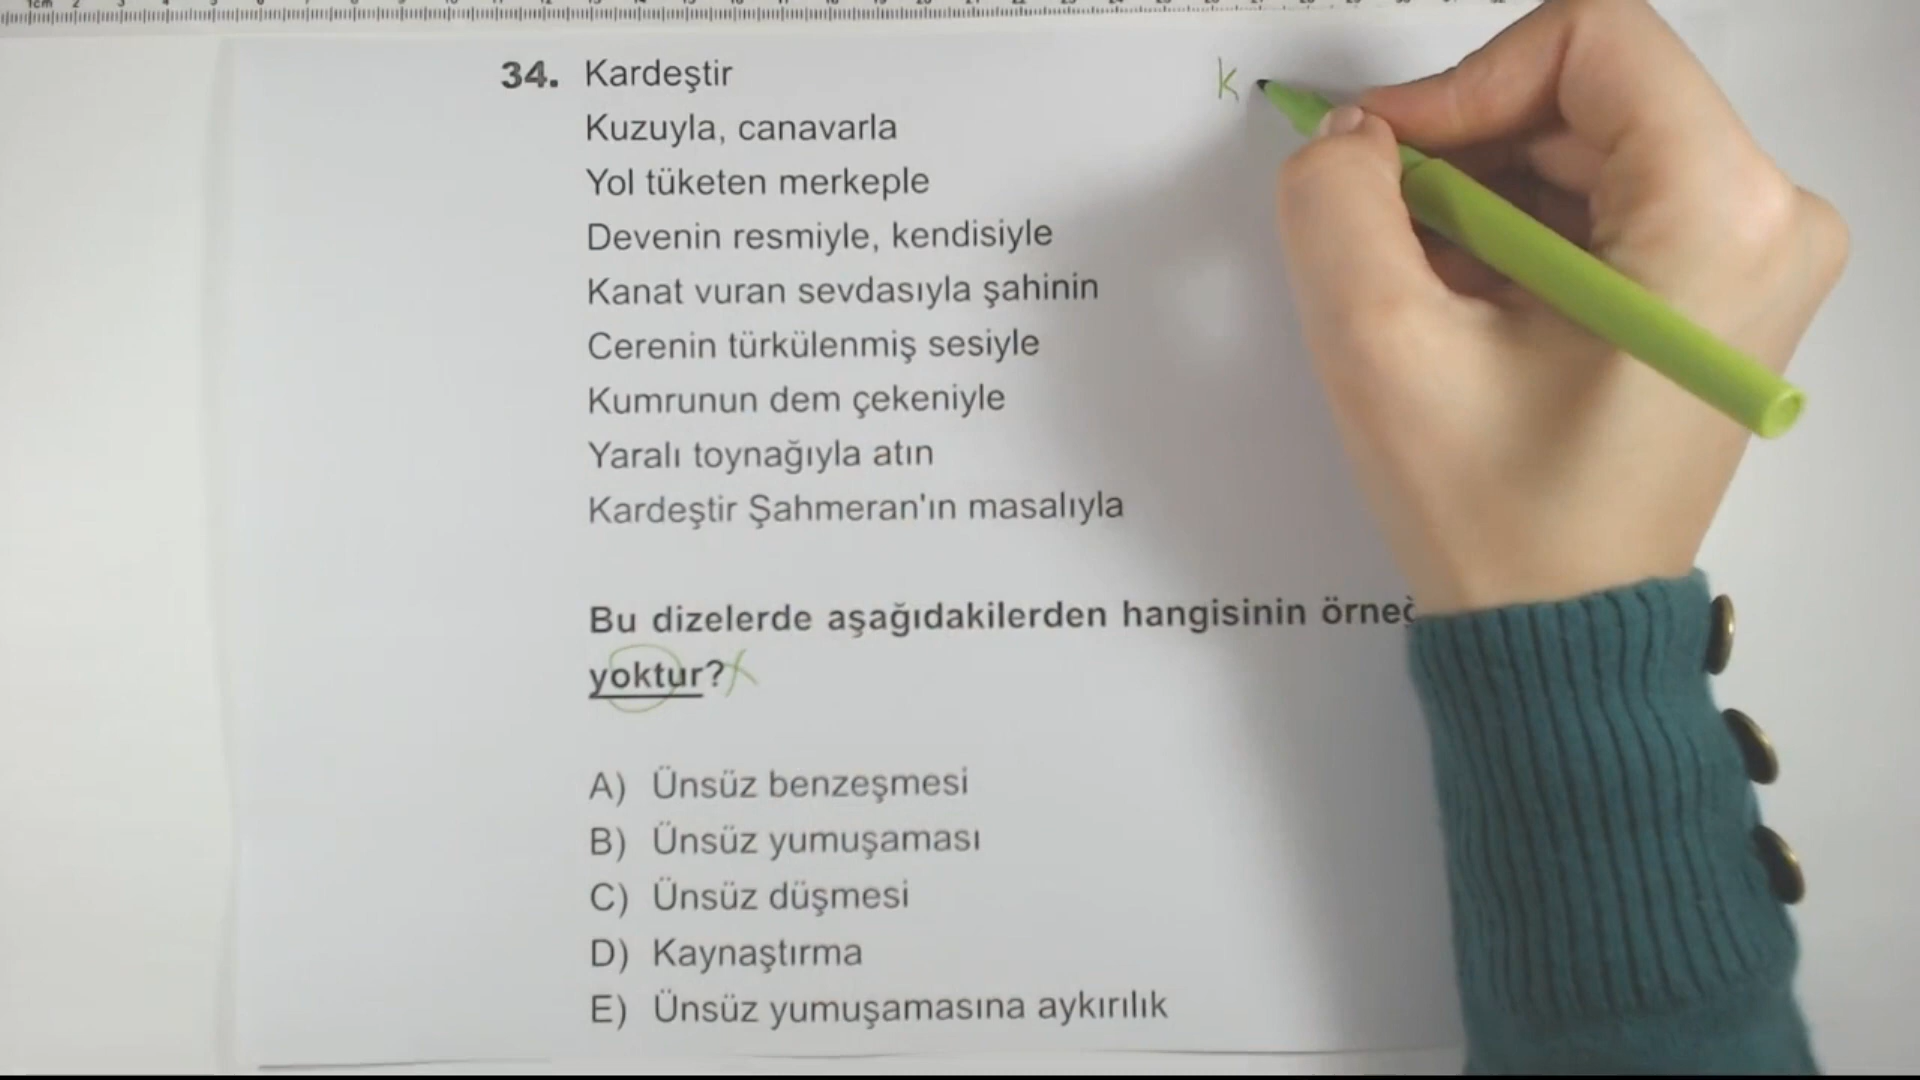 34. Kardeştir
Kuzuyla, canavarla
Yol tüketen merkeple
Devenin resmiyle, kendisiyle
Kanat vuran sevdasıyla şahinin
Cerenin türkülenmiş sesiyle
Kumrunun dem çekeniyle
Yaralı toynağıyla atın
Kardeştir Şahmeran'ın masalıyla
k
Bu dizelerde aşağıdakilerden hangisinin
yoktur?
A) Ünsüz benzeşmesi
B) Ünsüz yumuşaması
C) Ünsüz düşmesi
D) Kaynaştırma
E) Ünsüz yumuşamasına aykırılık